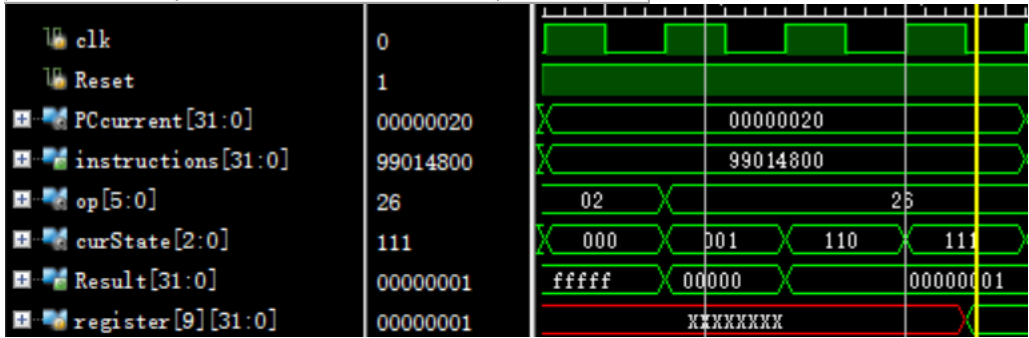 clk 0
Reset 1
PCcurrent[31:0] 00000020 00000020
instructions[31:0] 99014800 99014800
op[5:0] 26 02 26
curState[2:0] 111 000 001 110 111
Result[31:0] 00000001 fffff 00000 00000001
register[9][31:0] 00000001 XXXXXXXX